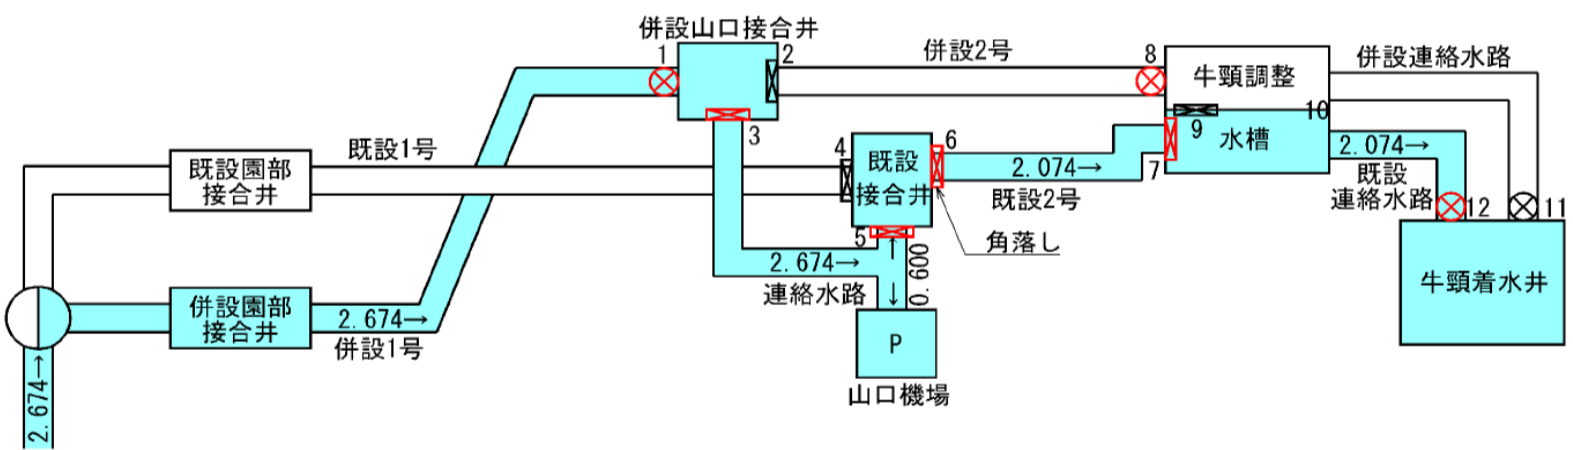 併設山口接合井
1
2
併設2号
8
牛頸調整
水槽
9
10
併設連絡水路
3
既設1号
既設園部
接合井
4
既設
接合井
6
2.074→
既設2号
7
2.074→
既設
連絡水路
12
11
角落し
5
2.674→
連絡水路
←0.600→
併設園部
接合井
2.674→
併設1号
P
山口機場
牛頸着水井
2.674→